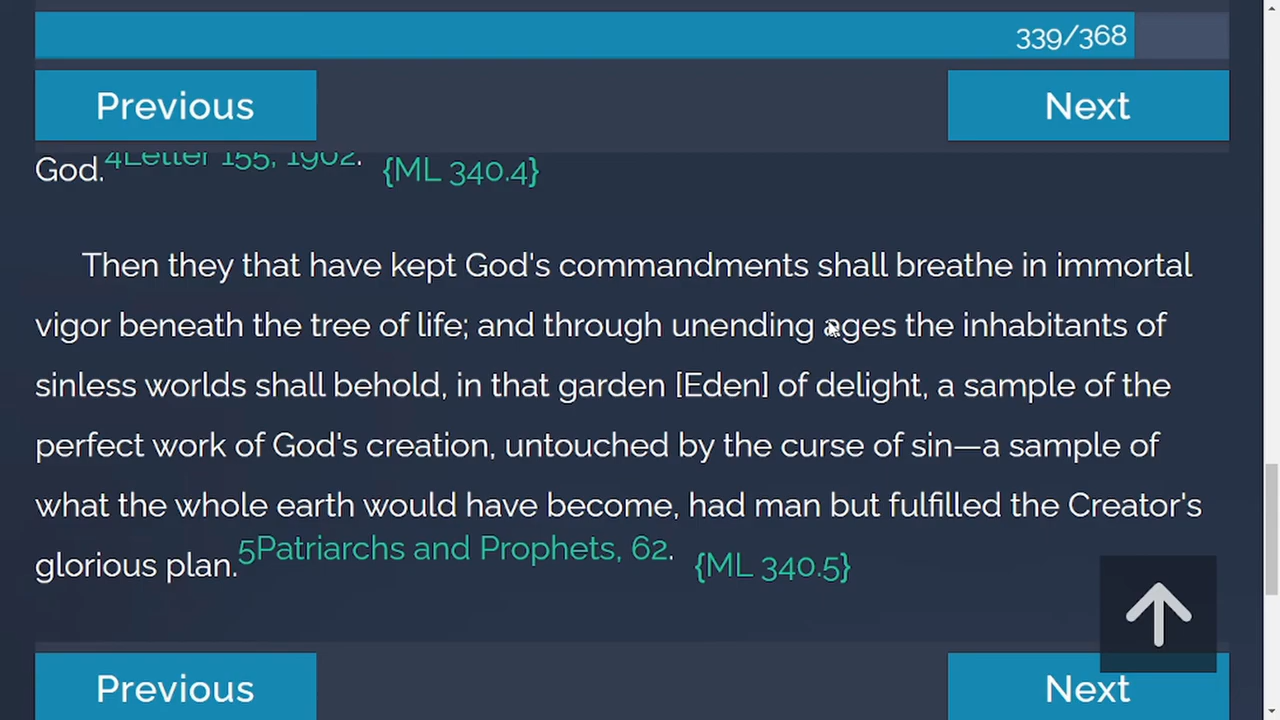 339/368
Previous
Next
God.4Letter 155, 1902. {ML 340.4}
Then they that have kept God's commandments shall breathe in immortal
vigor beneath the tree of life; and through unending ages the inhabitants of
sinless worlds shall behold, in that garden [Eden] of delight, a sample of the
perfect work of God's creation, untouched by the curse of sin—a sample of
what the whole earth would have become, had man but fulfilled the Creator's
glorious plan.5Patriarchs and Prophets, 62. {ML 340.5}
Previous
Next